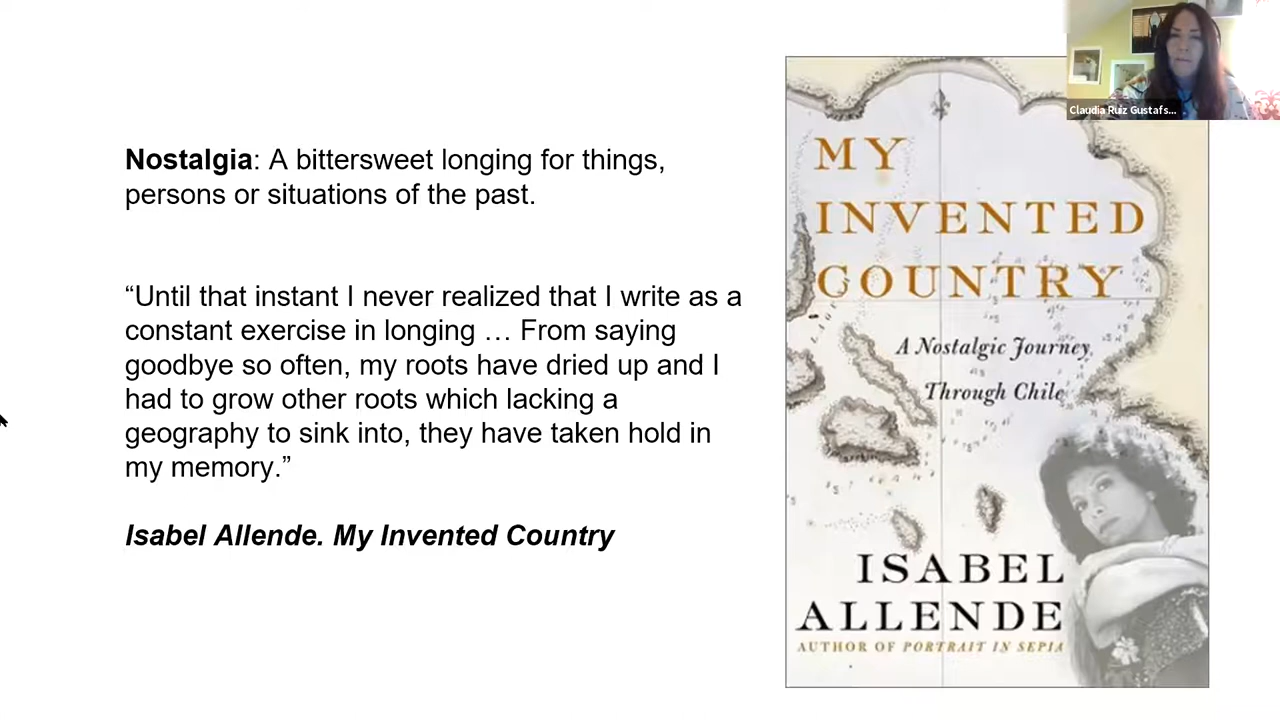 Nostalgia: A bittersweet longing for things,
persons or situations of the past.
“Until that instant I never realized that I write as a
constant exercise in longing … From saying
goodbye so often, my roots have dried up and I
had to grow other roots which lacking a
geography to sink into, they have taken hold in
my memory.”
Isabel Allende. My Invented Country
MY
INVENTED
COUNTRY
A Nostalgic Journey
Through Chile
ISABEL
ALLENDE
AUTHOR OF PORTRAIT IN SEPIA
Claudia Ruiz Gustafs...